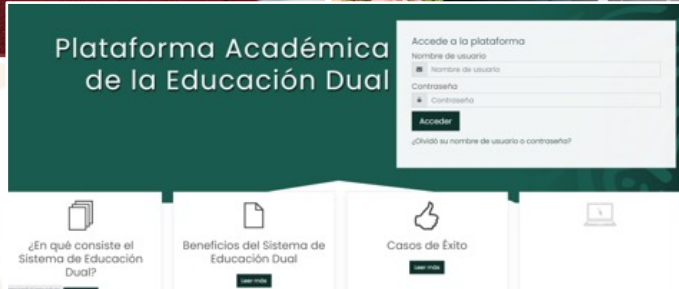 Plataforma Académica
de la Educación Dual
Accede a la plataforma
Nombre de usuario
Nombre de usuario
Contraseña
Contraseña
Acceder
¿Olvidó su nombre de usuario o contraseña?
¿En qué consiste el
Sistema de Educación
Dual?
Beneficios del Sistema de
Educación Dual
Leer más
Casos de Éxito
Leer más